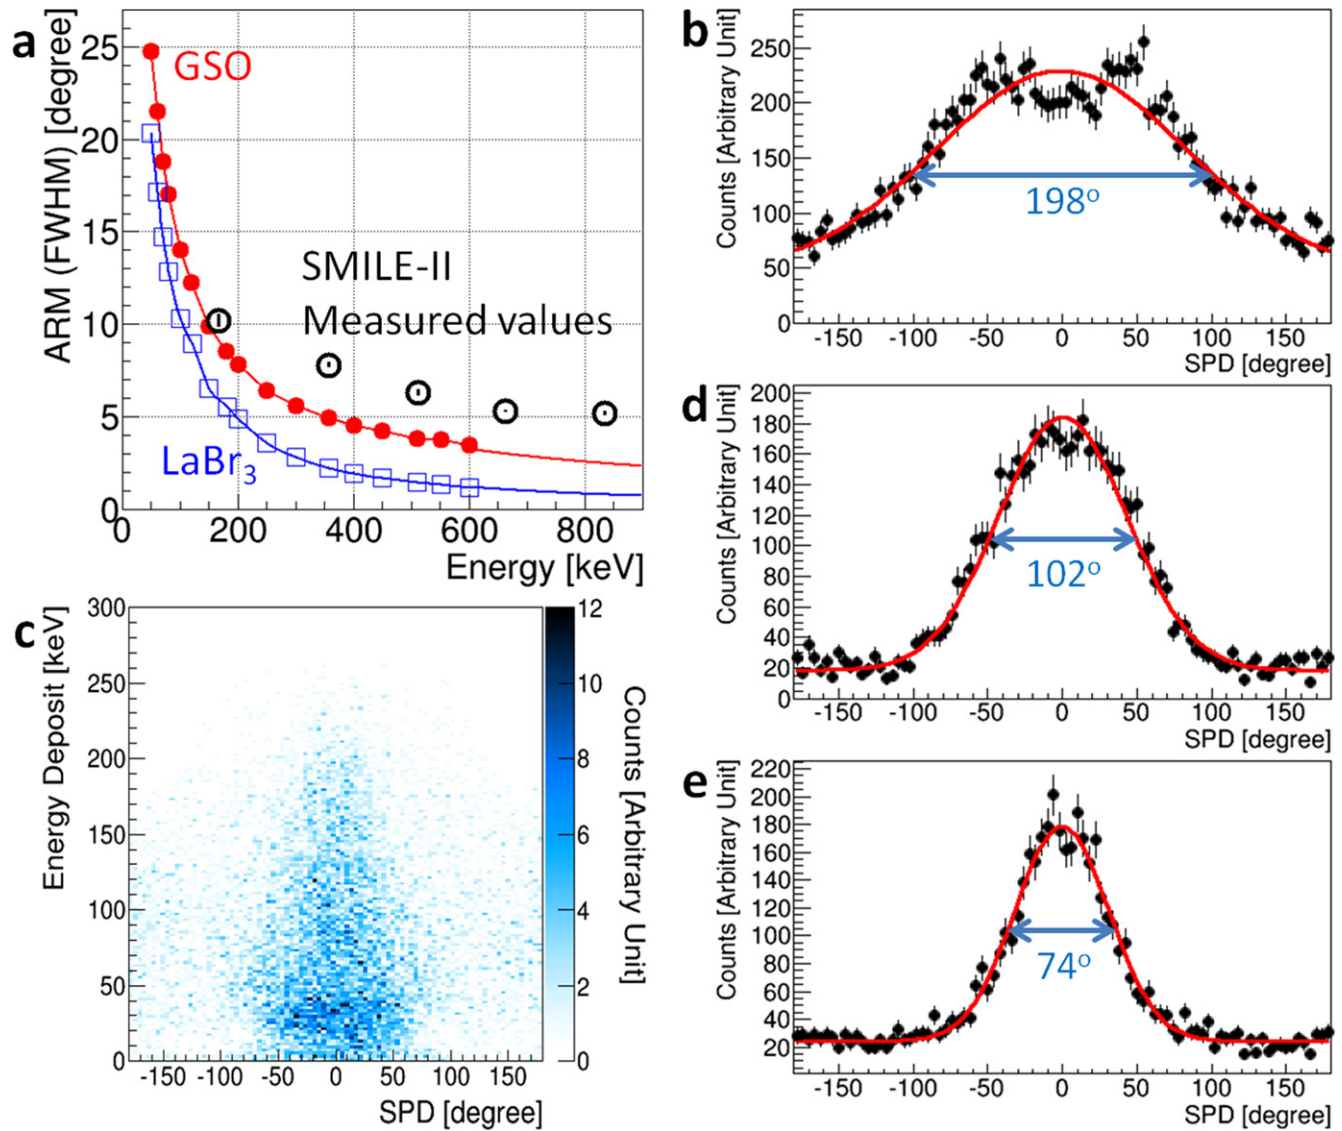 a
ARM (FWHM) [degree]
25
20
15
10
5
0
GSO
SMILE-II
Measured values
LaBr3
0 200 400 600 800
Energy [keV]
b
Counts [Arbitrary Unit]
250
200
150
100
50
0
198o
-150 -100 -50 0 50 100 150
SPD [degree]
c
Energy Deposit [keV]
300
250
200
150
100
50
0
-150 -100 -50 0 50 100 150
SPD [degree]
12
10
8
6
4
2
0
Counts [Arbitrary Unit]
d
Counts [Arbitrary Unit]
200
180
160
140
120
100
80
60
40
20
0
102o
-150 -100 -50 0 50 100 150
SPD [degree]
e
Counts [Arbitrary Unit]
220
200
180
160
140
120
100
80
60
40
20
74o
-150 -100 -50 0 50 100 150
SPD [degree]